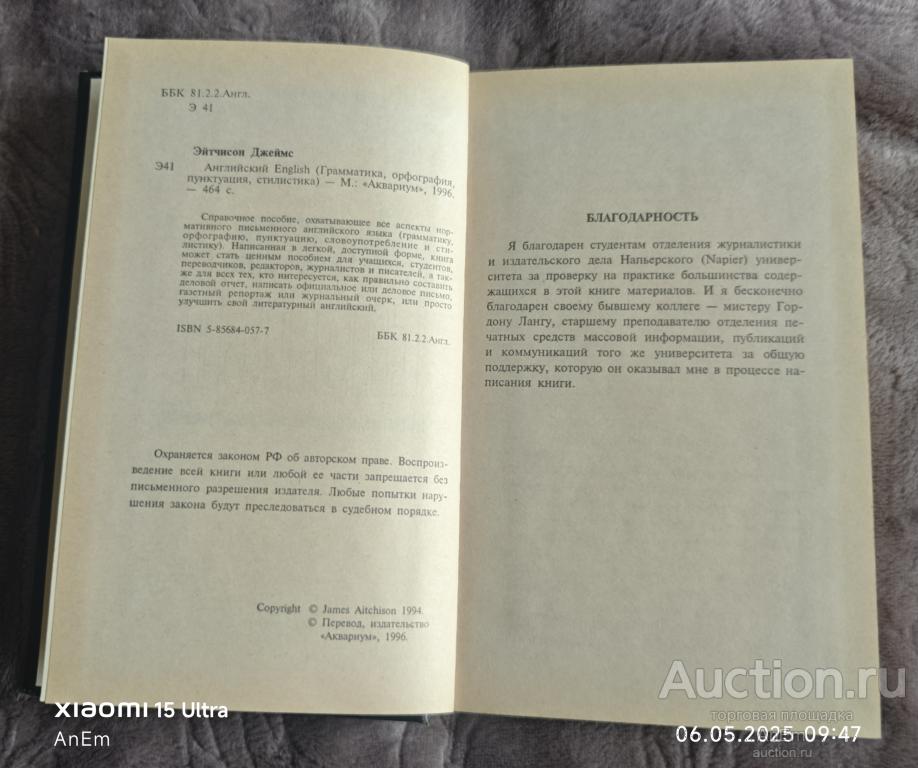 ББК 81.2.2.Англ.
Э 41
Эйтчисон Джеймс
Э41 Английский English (Грамматика, орфография,
пунктуация, стилистика) — М.: «Аквариум», 1996.
— 464 с.
Справочное пособие, охватывающее все аспекты нор-
мативного письменного английского языка (грамматику,
орфографию, пунктуацию, словоупотребление и сти-
листику). Написанная в легкой, доступной форме, книга
может стать ценным пособием для учащихся, студентов,
переводчиков, редакторов, журналистов и писателей, а так-
же для всех тех, кто интересуется, как правильно составить
деловой отчет, написать официальное или деловое письмо,
газетный репортаж или журнальный очерк, или просто
улучшить свой литературный английский.
ISBN 5-85684-057-7
ББК 81.2.2.Англ.
Охраняется законом РФ об авторском праве. Воспроиз-
ведение всей книги или любой ее части запрещается без
письменного разрешения издателя. Любые попытки нару-
шения закона будут преследоваться в судебном порядке.
Copyright © James Aitchison 1994.
© Перевод, издательство
«Аквариум», 1996.
БЛАГОДАРНОСТЬ
Я благодарен студентам отделения журналистики
и издательского дела Напьерского (Napier) универ-
ситета за проверку на практике большинства содер-
жащихся в этой книге материалов. И я бесконечно
благодарен своему бывшему коллеге — мистеру Гор-
дону Лангу, старшему преподавателю отделения пе-
чатных средств массовой информации, публикаций
и коммуникаций того же университета за общую
поддержку, которую он оказывал мне в процессе на-
писания книги.
Auction.ru
торговая площадка
xiaomi 15 Ultra
AnEm
06.05.2025 09:47
auction.ru